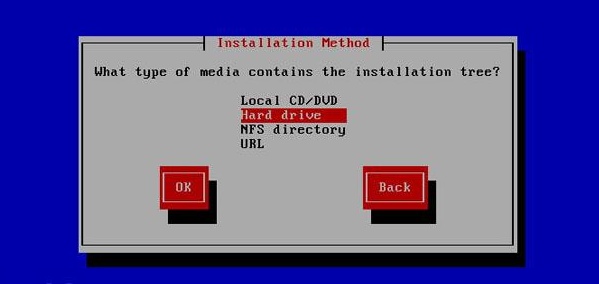 Installation Method
What type of media contains the installation tree?
Local CD/DVD
Hard drive
NFS directory
URL
OK Back